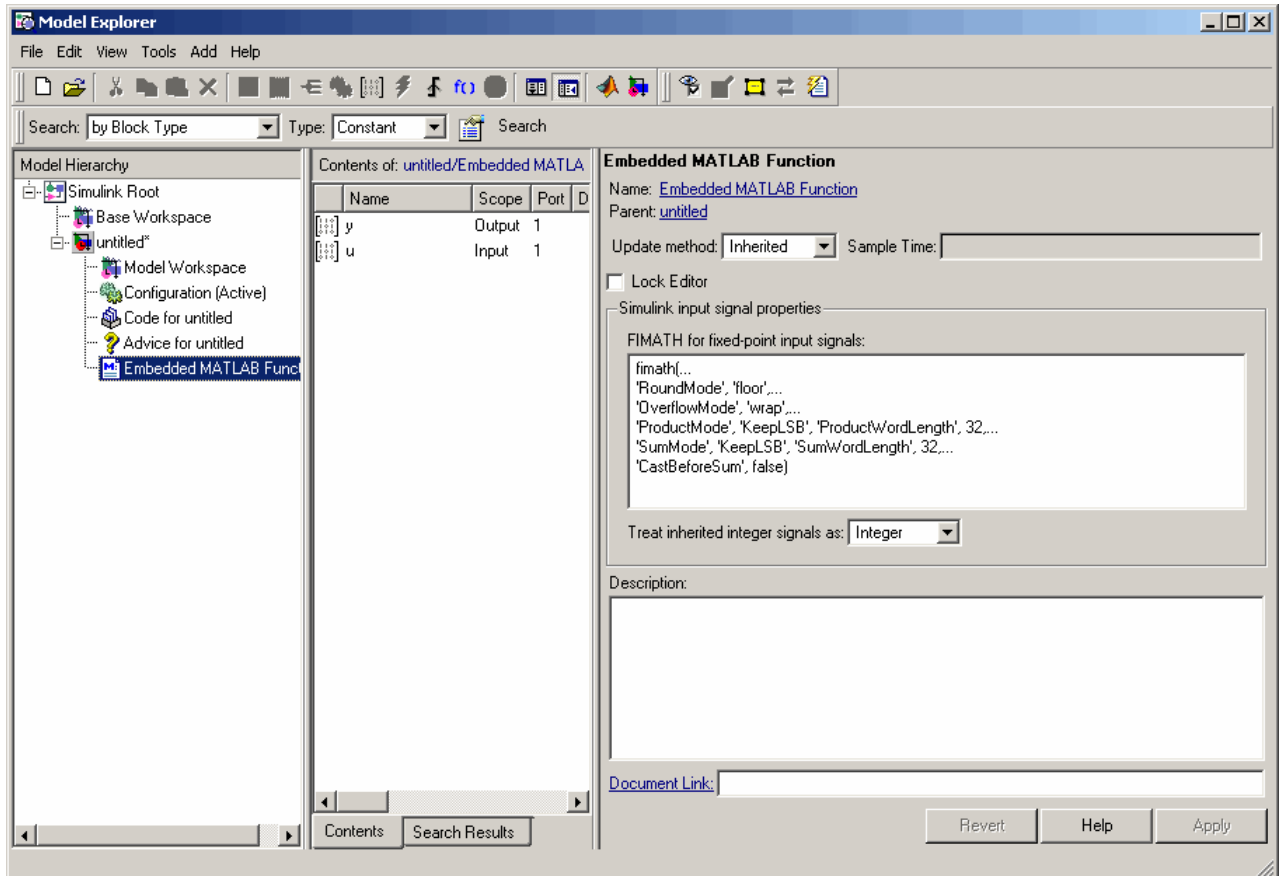 Model Explorer
File Edit View Tools Add Help
f()
Search: by Block Type Type: Constant Search
Model Hierarchy
Simulink Root
Base Workspace
untitled*
Model Workspace
Configuration (Active)
Code for untitled
Advice for untitled
Embedded MATLAB Funct
Contents of: untitled/Embedded MATLA
Name Scope Port D
y Output 1
u Input 1
Contents Search Results
Embedded MATLAB Function
Name: Embedded MATLAB Function
Parent: untitled
Update method: Inherited Sample Time:
Lock Editor
Simulink input signal properties
FIMATH for fixed-point input signals:
fimath(...
'RoundMode', 'floor',...
'OverflowMode', 'wrap',...
'ProductMode', 'KeepLSB', 'ProductWordLength', 32,...
'SumMode', 'KeepLSB', 'SumWordLength', 32,...
'CastBeforeSum', false)
Treat inherited integer signals as: Integer
Description:
Document Link:
Revert Help Apply